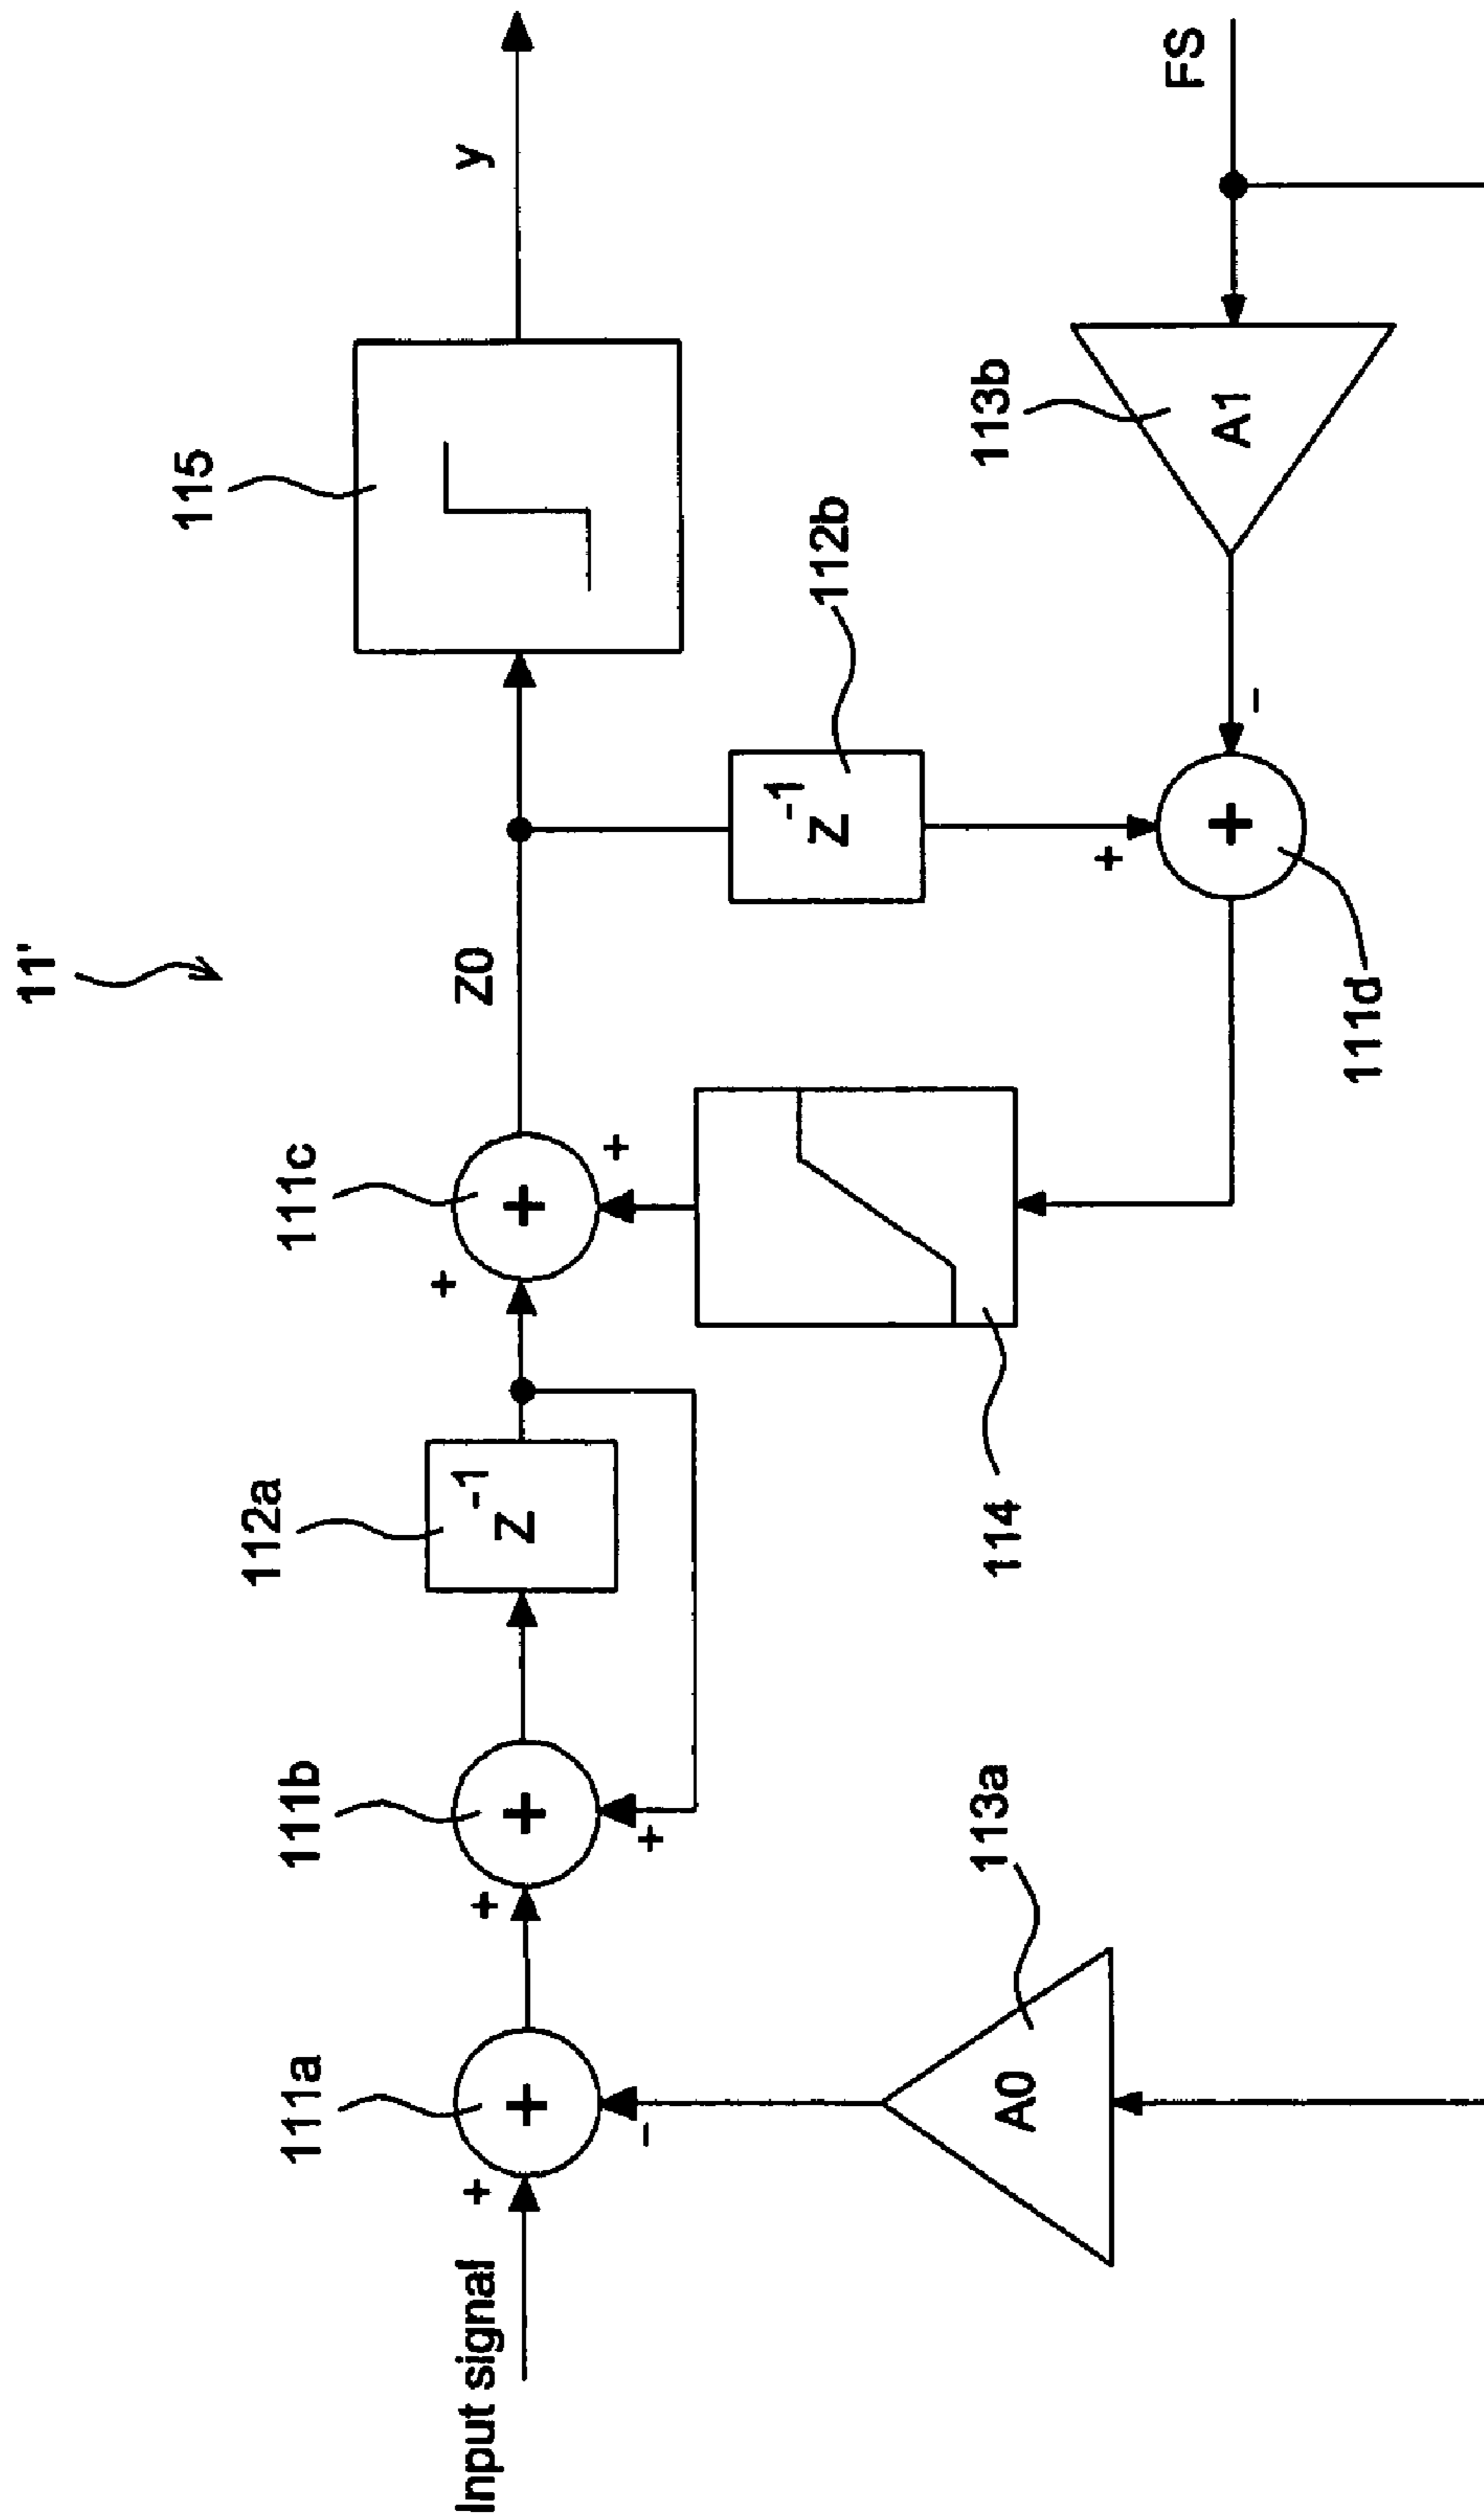 11'
115
y
111a
111b
112a
111c
Z0
+
+
+
+
+
+
z⁻¹
+
+
Input signal
-
+
112b
z⁻¹
113a
A0
114
+
111d
+
-
113b
A1
FS